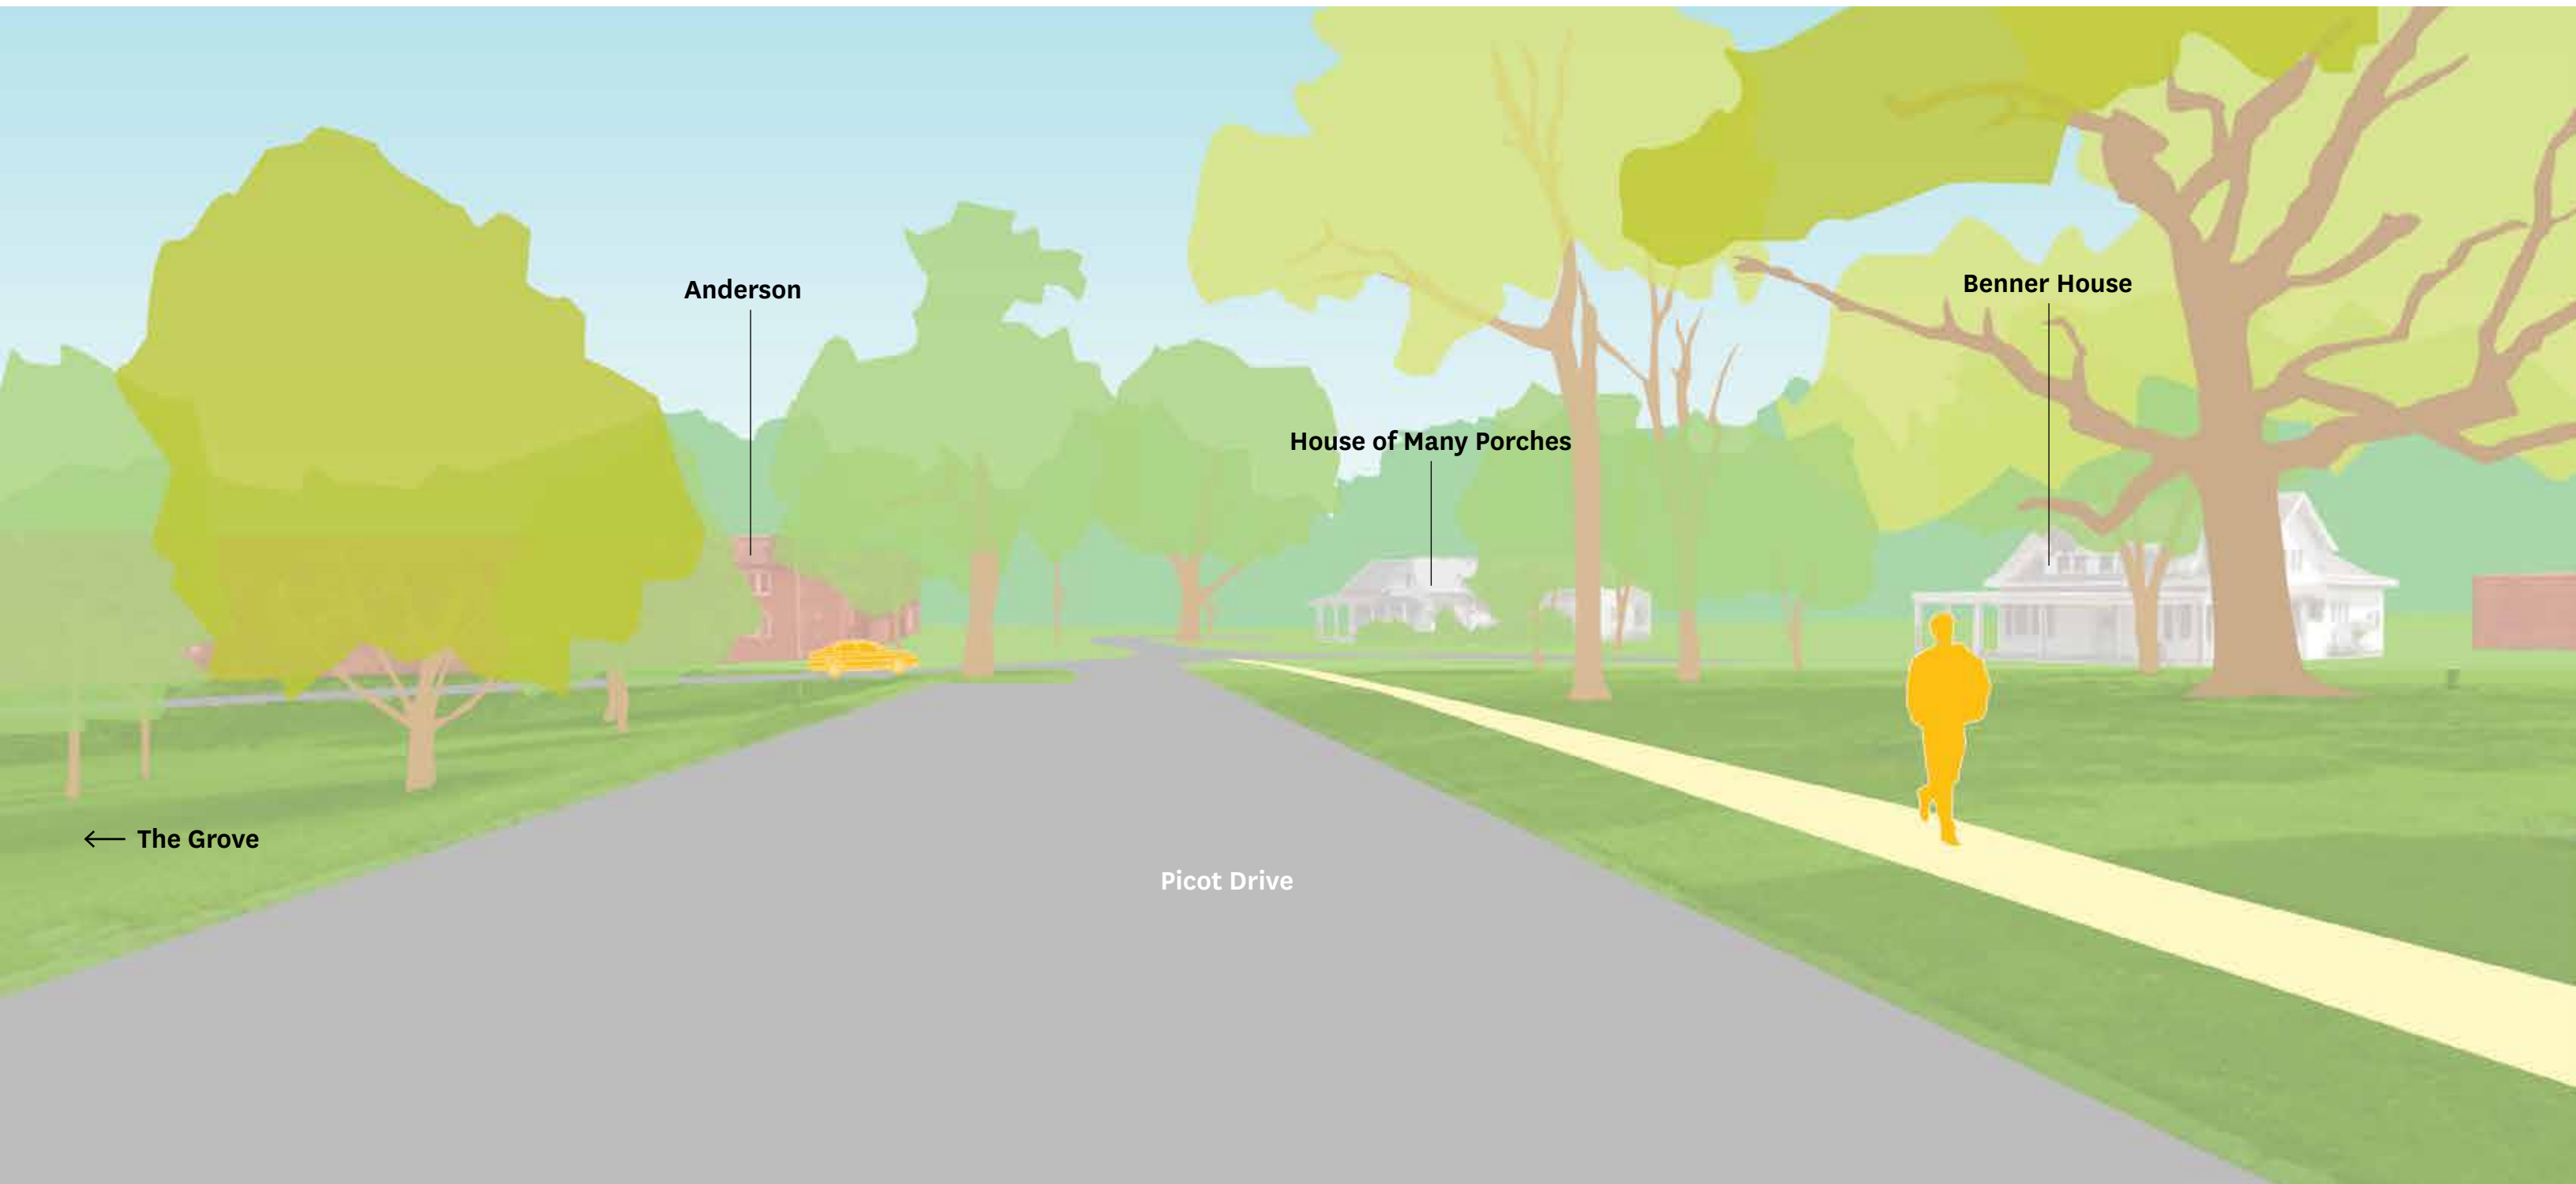 Anderson
Benner House
House of Many Porches
← The Grove
Picot Drive